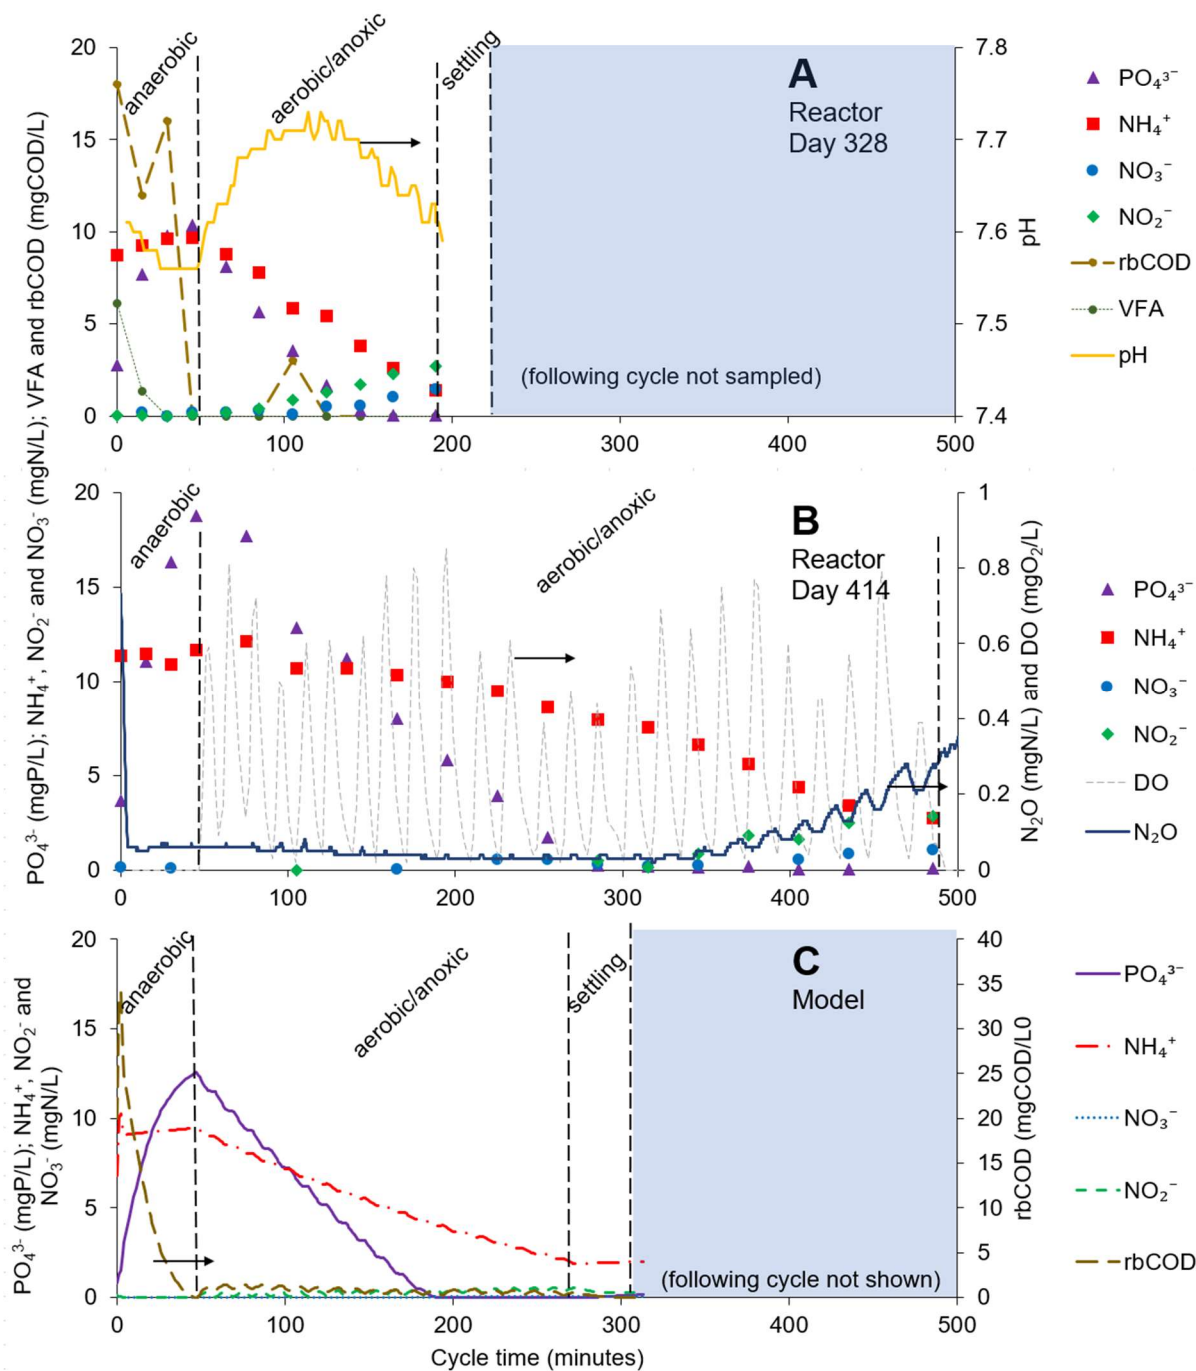 PO₄³⁻ (mgP/L); NH₄⁺, NO₂⁻ and NO₃⁻ (mgN/L); VFA and rbCOD (mgCOD/L)
20
15
10
5
0
anaerobic
aerobic/anoxic
settling
A
Reactor
Day 328
(following cycle not sampled)
7.8
7.7
7.6
7.5
7.4
pH
0
100
200
300
400
500
PO₄³⁻
NH₄⁺
NO₃⁻
NO₂⁻
rbCOD
VFA
pH
20
15
10
5
0
anaerobic
aerobic/anoxic
B
Reactor
Day 414
1
0.8
0.6
0.4
0.2
0
N₂O (mgN/L) and DO (mgO₂/L)
0
100
200
300
400
500
PO₄³⁻
NH₄⁺
NO₃⁻
NO₂⁻
DO
N₂O
PO₄³⁻ (mgP/L); NH₄⁺, NO₂⁻ and
NO₃⁻ (mgN/L)
20
15
10
5
0
anaerobic
aerobic/anoxic
settling
C
Model
(following cycle not shown)
40
35
30
25
20
15
10
5
0
rbCOD (mgCOD/L0
0
100
200
300
400
500
Cycle time (minutes)
PO₄³⁻
NH₄⁺
NO₃⁻
NO₂⁻
rbCOD